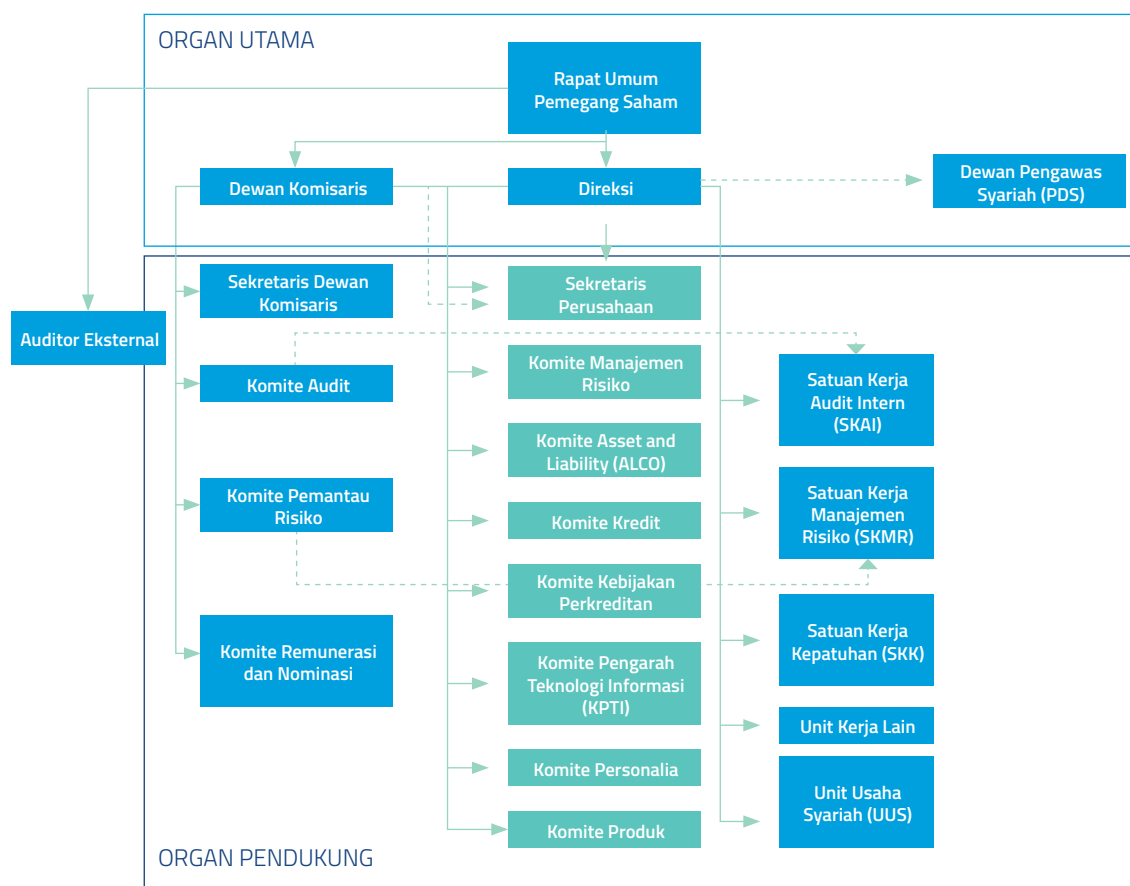 ORGAN UTAMA
Rapat Umum
Pemegang Saham
Dewan Komisaris
Direksi
Dewan Pengawas
Syariah (PDS)
Auditor Eksternal
Sekretaris Dewan
Komisaris
Komite Audit
Komite Pemantau
Risiko
Komite Remunerasi
dan Nominasi
Sekretaris
Perusahaan
Komite Manajemen
Risiko
Komite Asset and
Liability (ALCO)
Komite Kredit
Komite Kebijakan
Perkreditan
Komite Pengarah
Teknologi Informasi
(KPTI)
Komite Personalia
Komite Produk
Satuan Kerja
Audit Intern
(SKAI)
Satuan Kerja
Manajemen
Risiko (SKMR)
Satuan Kerja
Kepatuhan (SKK)
Unit Kerja Lain
Unit Usaha
Syariah (UUS)
ORGAN PENDUKUNG